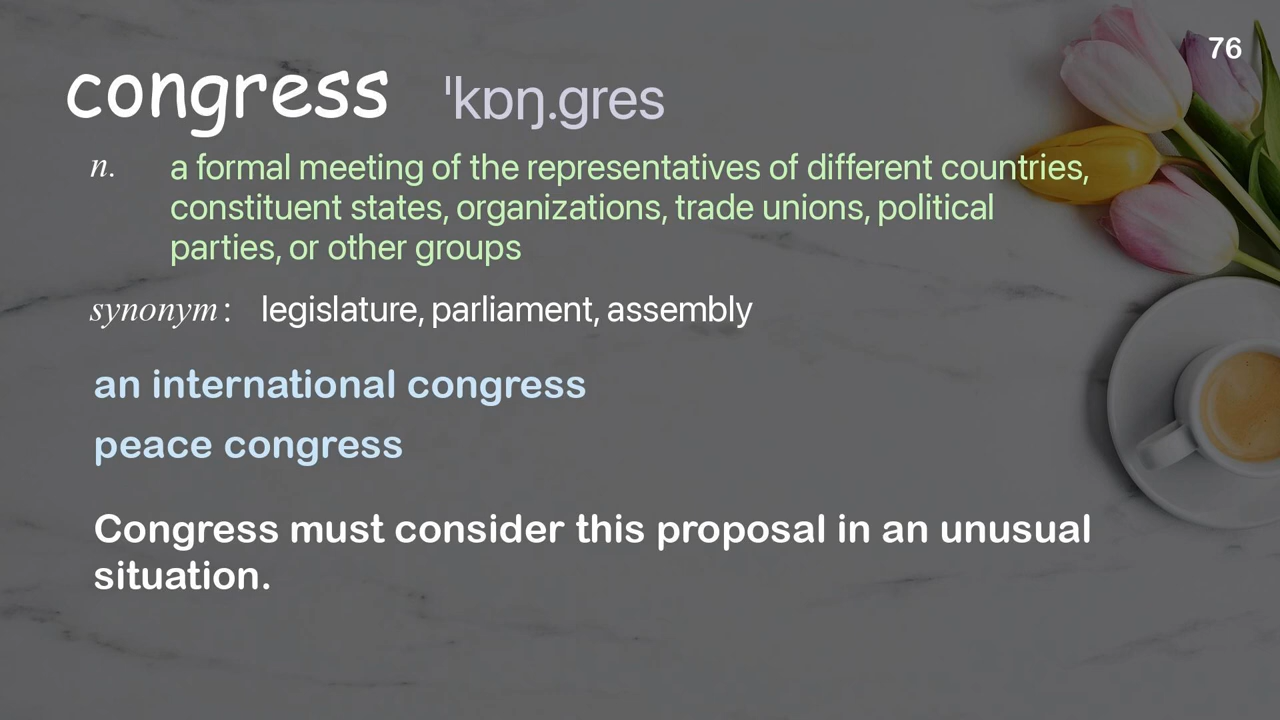 76
congress ˈkɒŋ.ɡres
n. a formal meeting of the representatives of different countries,
constituent states, organizations, trade unions, political
parties, or other groups
synonym: legislature, parliament, assembly
an international congress
peace congress
Congress must consider this proposal in an unusual
situation.